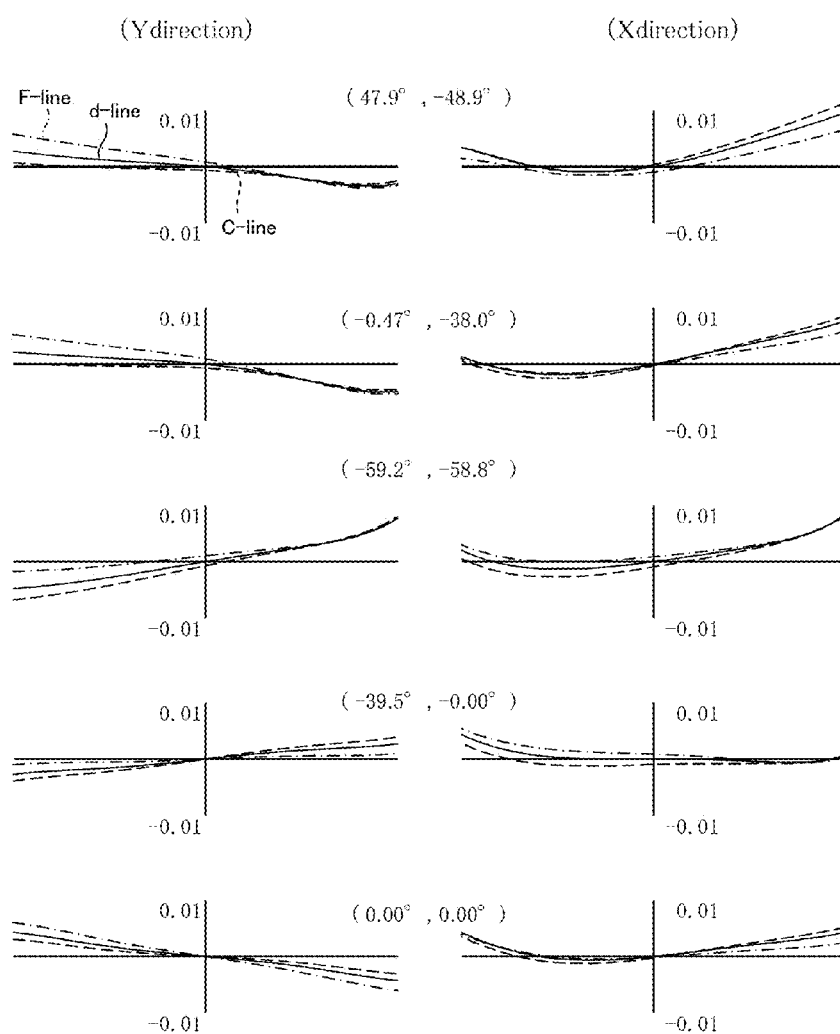 (Ydirection) (Xdirection)
F-line
d-line
C-line
0.01 (47.9° ,-48.9°) 0.01
-0.01 -0.01
0.01 (-0.47° ,-38.0°) 0.01
-0.01 -0.01
(-59.2° ,-58.8°)
0.01 0.01
-0.01 -0.01
(-39.5° ,-0.00° )
0.01 0.01
-0.01 -0.01
0.01 (0.00° ,0.00° ) 0.01
-0.01 -0.01